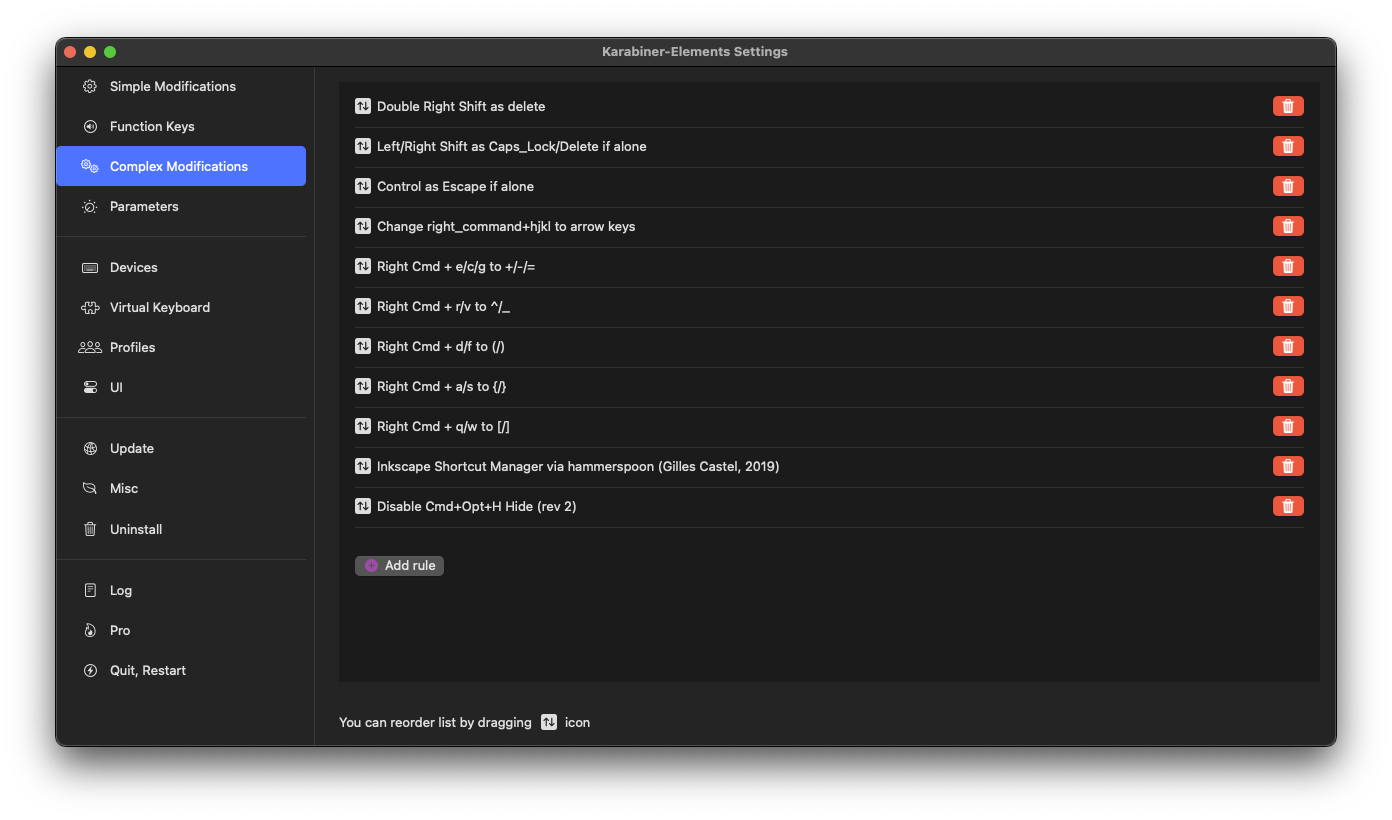 Karabiner-Elements Settings
Simple Modifications
Function Keys
Complex Modifications
Parameters
Devices
Virtual Keyboard
Profiles
UI
Update
Misc
Uninstall
Log
Pro
Quit, Restart
Double Right Shift as delete
Left/Right Shift as Caps_Lock/Delete if alone
Control as Escape if alone
Change right_command+hjkl to arrow keys
Right Cmd + e/c/g to +/-/=
Right Cmd + r/v to ^/_
Right Cmd + d/f to (/)
Right Cmd + a/s to {/}
Right Cmd + q/w to [/]
Inkscape Shortcut Manager via hammerspoon (Gilles Castel, 2019)
Disable Cmd+Opt+H Hide (rev 2)
Add rule
You can reorder list by dragging icon